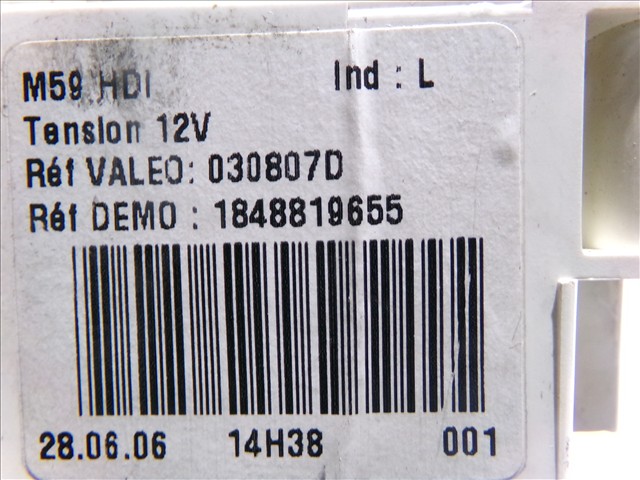 M59 HDI Ind : L
Tension 12V
Réf VALEO: 030807D
Réf DEMO : 1848819655
28.06.06 14H38 001